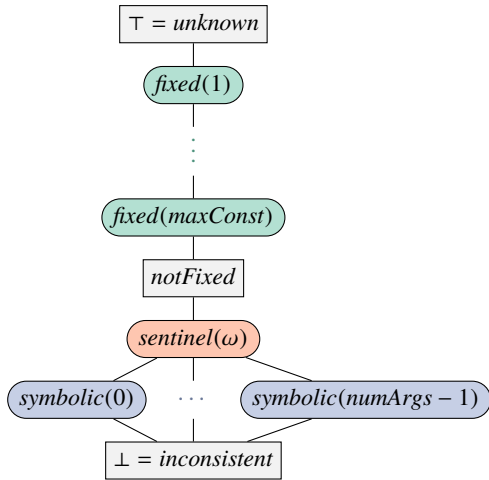 ⊤ = unknown
fixed(1)
⋮
fixed(maxConst)
notFixed
sentinel(ω)
symbolic(0) ⋯ symbolic(numArgs − 1)
⊥ = inconsistent